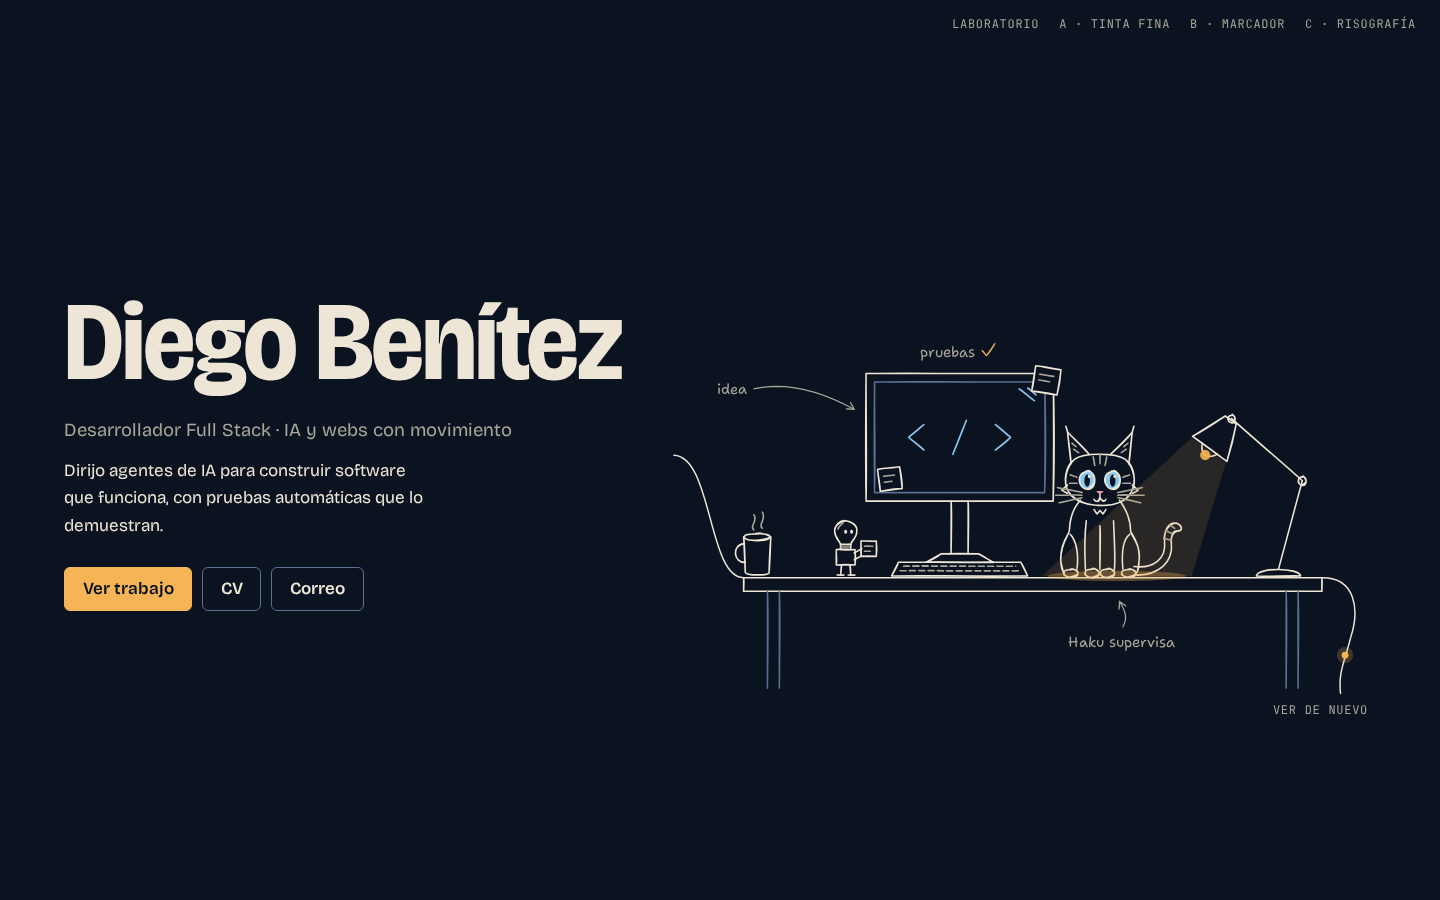 LABORATORIO A · TINTA FINA B · MARCADOR C · RISOGRAFÍA
Diego Benítez
Desarrollador Full Stack · IA y webs con movimiento
Dirijo agentes de IA para construir software
que funciona, con pruebas automáticas que lo
demuestran.
Ver trabajo CV Correo
pruebas ✓
idea
< / >
Haku supervisa
VER DE NUEVO